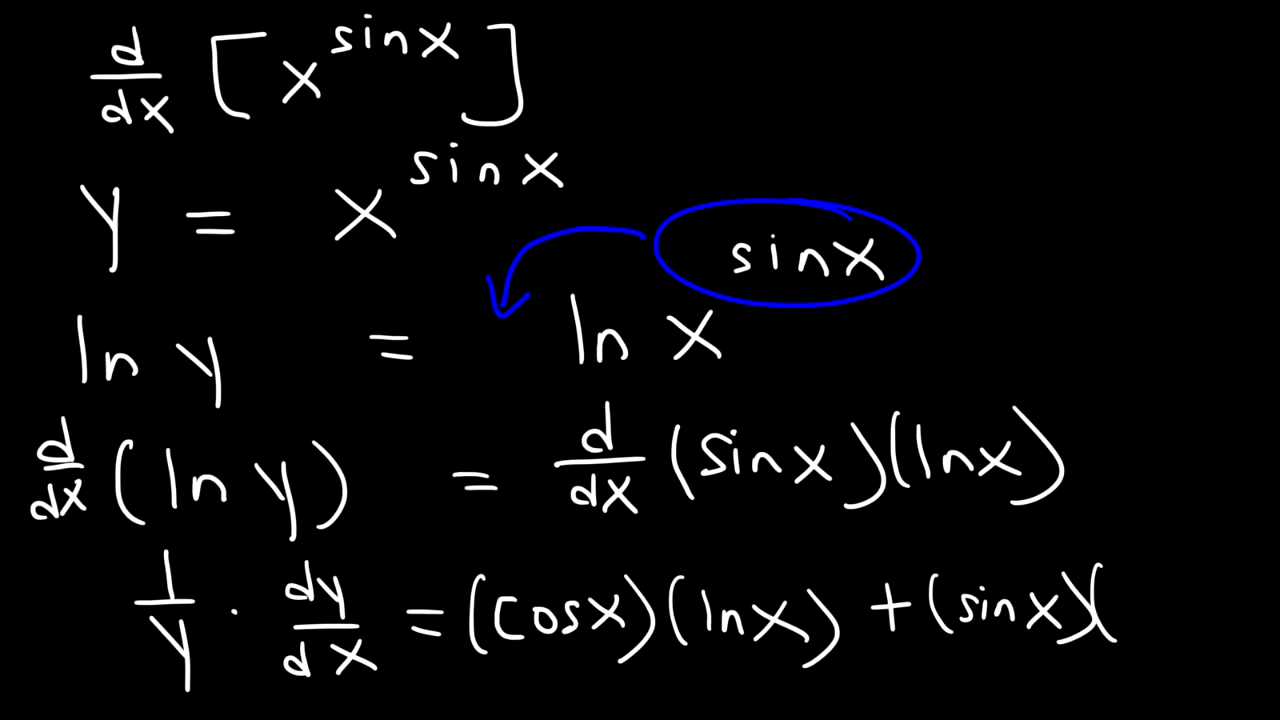 d/dx [x^sinx]
y = x^sinx
ln y = ln x^sinx
d/dx (ln y) = d/dx (sinx)(lnx)
1/y · dy/dx = (cosx)(lnx) + (sinx)(